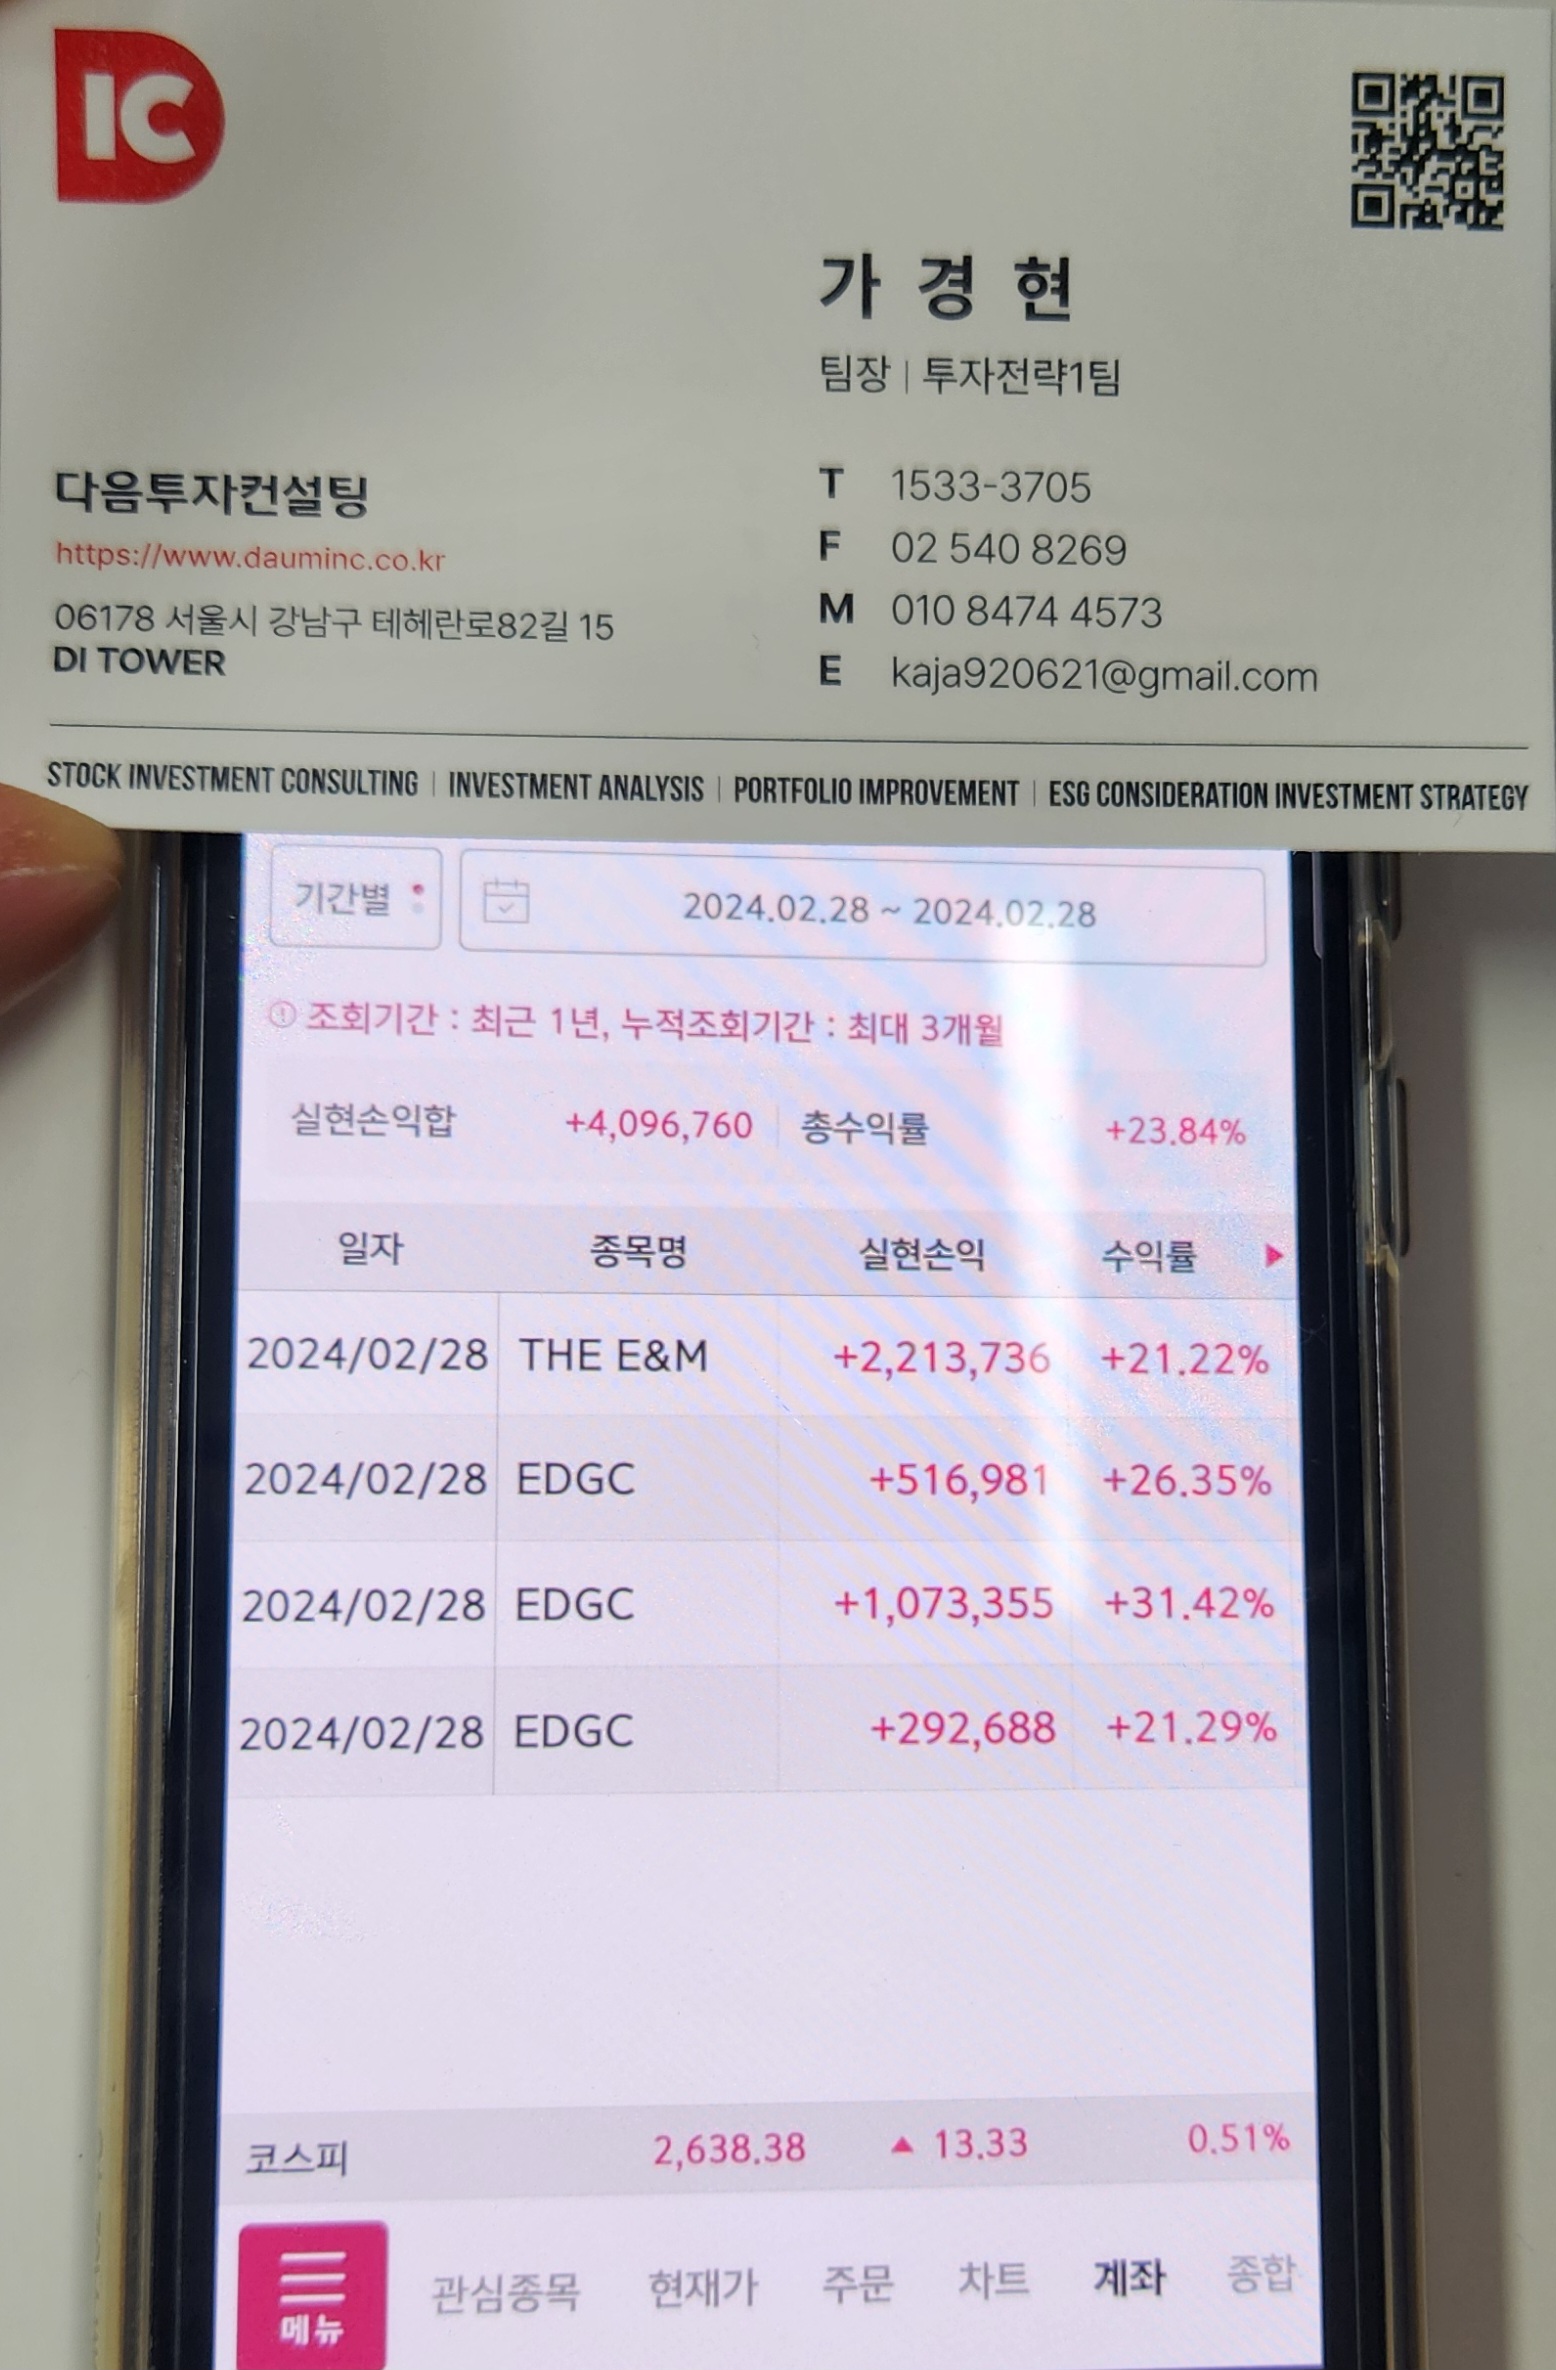 DIC
가 경 현
팀장 | 투자전략1팀
다음투자컨설팅
https://www.dauminc.co.kr
06178 서울시 강남구 테헤란로82길 15
DI TOWER
T 1533-3705
F 02 540 8269
M 010 8474 4573
E kaja920621@gmail.com
STOCK INVESTMENT CONSULTING | INVESTMENT ANALYSIS | PORTFOLIO IMPROVEMENT | ESG CONSIDERATION INVESTMENT STRATEGY
기간별 2024.02.28 ~ 2024.02.28
조회기간 : 최근 1년, 누적조회기간 : 최대 3개월
실현손익합 +4,096,760 총수익률 +23.84%
일자 종목명 실현손익 수익률
2024/02/28 THE E&M +2,213,736 +21.22%
2024/02/28 EDGC +516,981 +26.35%
2024/02/28 EDGC +1,073,355 +31.42%
2024/02/28 EDGC +292,688 +21.29%
코스피 2,638.38 ▲ 13.33 0.51%
메뉴 관심종목 현재가 주문 차트 계좌 종합